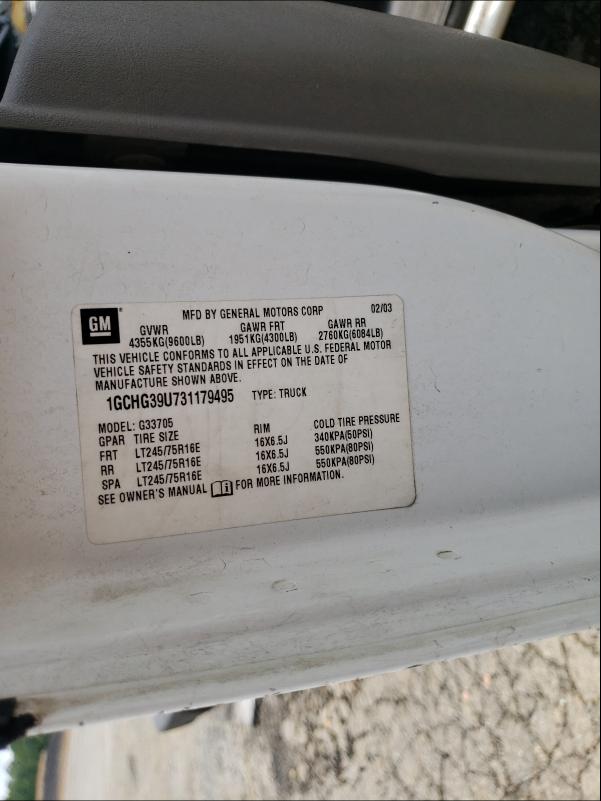 GM
MFD BY GENERAL MOTORS CORP 02/03
GVWR GAWR FRT GAWR RR
4355KG(9600LB) 1951KG(4300LB) 2760KG(6084LB)
THIS VEHICLE CONFORMS TO ALL APPLICABLE U.S. FEDERAL MOTOR
VEHICLE SAFETY STANDARDS IN EFFECT ON THE DATE OF
MANUFACTURE SHOWN ABOVE.
1GCHG39U731179495 TYPE: TRUCK
MODEL: G33705
GPAR TIRE SIZE RIM COLD TIRE PRESSURE
FRT LT245/75R16E 16X6.5J 340KPA(50PSI)
RR LT245/75R16E 16X6.5J 550KPA(80PSI)
SPA LT245/75R16E 16X6.5J 550KPA(80PSI)
SEE OWNER'S MANUAL FOR MORE INFORMATION.